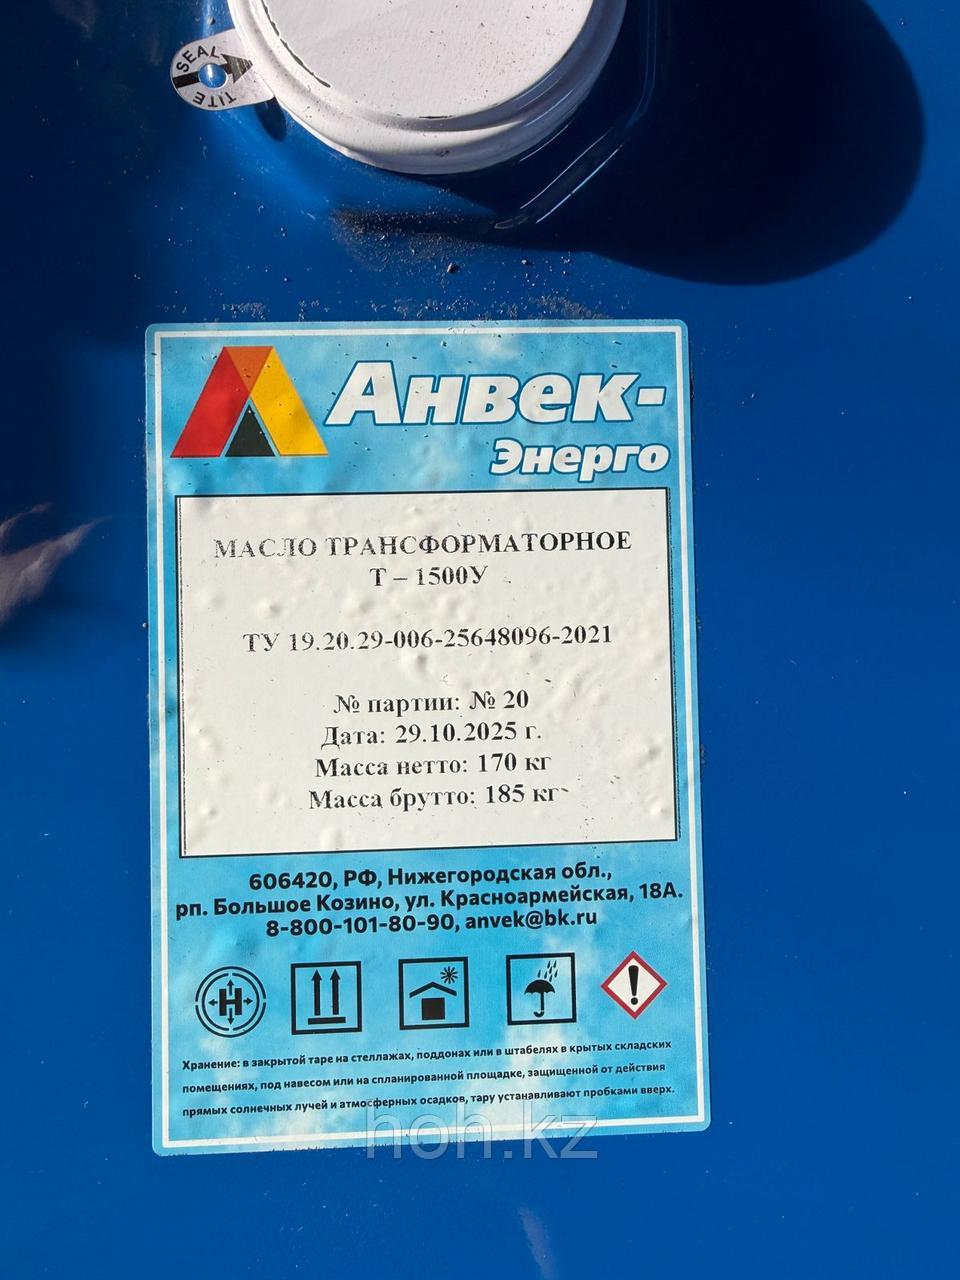 SEAL
TITE
Анвек-
Энерго
МАСЛО ТРАНСФОРМАТОРНОЕ
Т – 1500У
ТУ 19.20.29-006-25648096-2021
№ партии: № 20
Дата: 29.10.2025 г.
Масса нетто: 170 кг
Масса брутто: 185 кг
606420, РФ, Нижегородская обл.,
рп. Большое Козино, ул. Красноармейская, 18А.
8-800-101-80-90, anvek@bk.ru
Н
Хранение: в закрытой таре на стеллажах, поддонах или в штабелях в крытых складских
помещениях, под навесом или на спланированной площадке, защищенной от действия
прямых солнечных лучей и атмосферных осадков, тару устанавливают пробками вверх.
hoh.kz